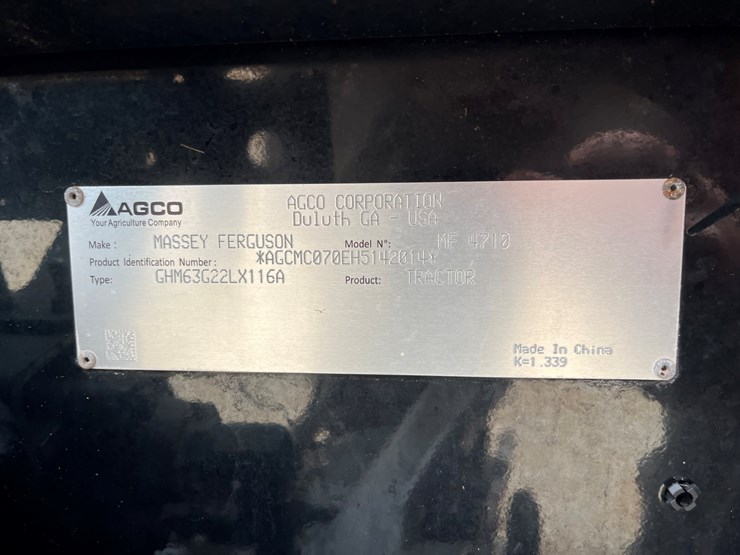 AGCO
Your Agriculture Company
AGCO CORPORATION
Duluth GA - USA
Make : MASSEY FERGUSON Model N°: MF 4710
Product Identification Number : *AGCMC070EH5142014*
Type: GHM63G22LX116A Product: TRACTOR
Made In China
K=1.339